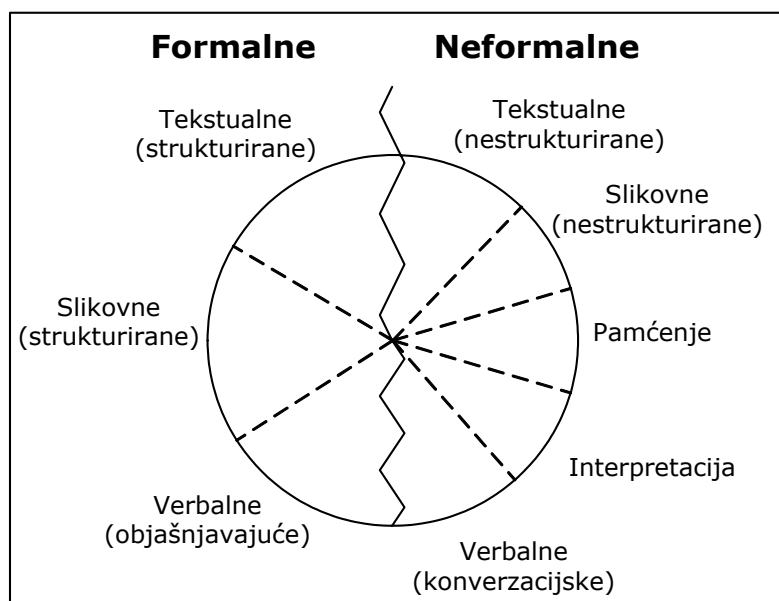 Formalne
Neformalne
Tekstualne
(strukturirane)
Tekstualne
(nestrukturirane)
Slikovne
(nestrukturirane)
Slikovne
(strukturirane)
Pamćenje
Interpretacija
Verbalne
(objašnjavajuće)
Verbalne
(konverzacijske)